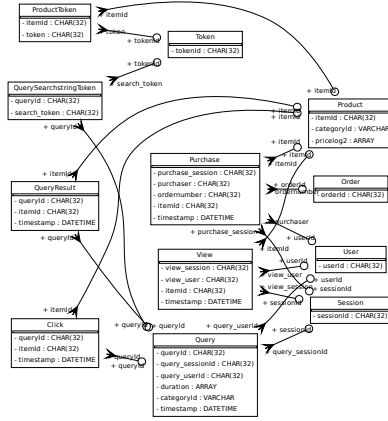 ProductToken
- itemId : CHAR(32)
- token : CHAR(32)
+ itemId
+ token
+ tokenId
Token
- tokenId : CHAR(32)
+ tokenId
+ search_token
QuerySearchstringToken
- queryId : CHAR(32)
- search_token : CHAR(32)
+ queryId
+ itemId
+ itemId
Product
- itemId : CHAR(32)
- categoryId : VARCHAR
- pricelog2 : ARRAY
+ itemId
+ itemId
itemId
Purchase
- purchase_session : CHAR(32)
- purchaser : CHAR(32)
- ordernumber : CHAR(32)
- itemId : CHAR(32)
- timestamp : DATETIME
+ orderId
ordernumber
Order
- orderId : CHAR(32)
+ itemId
QueryResult
- queryId : CHAR(32)
- itemId : CHAR(32)
- timestamp : DATETIME
+ queryId
purchaser
+ purchase_session
+ userId
itemId
User
- userId : CHAR(32)
View
- view_session : CHAR(32)
- view_user : CHAR(32)
- itemId : CHAR(32)
- timestamp : DATETIME
+ userId
view_user
+ userId
view_session
+ sessionId
+ sessionId
Session
- sessionId : CHAR(32)
+ itemId
Click
- queryId : CHAR(32)
- itemId : CHAR(32)
- timestamp : DATETIME
+ queryId
+ queryId
+ query_userId
+ sessionId
+queryId
+ queryId
Query
- queryId : CHAR(32)
- query_sessionId : CHAR(32)
- query_userId : CHAR(32)
- duration : ARRAY
- categoryId : VARCHAR
- timestamp : DATETIME
+ query_sessionId